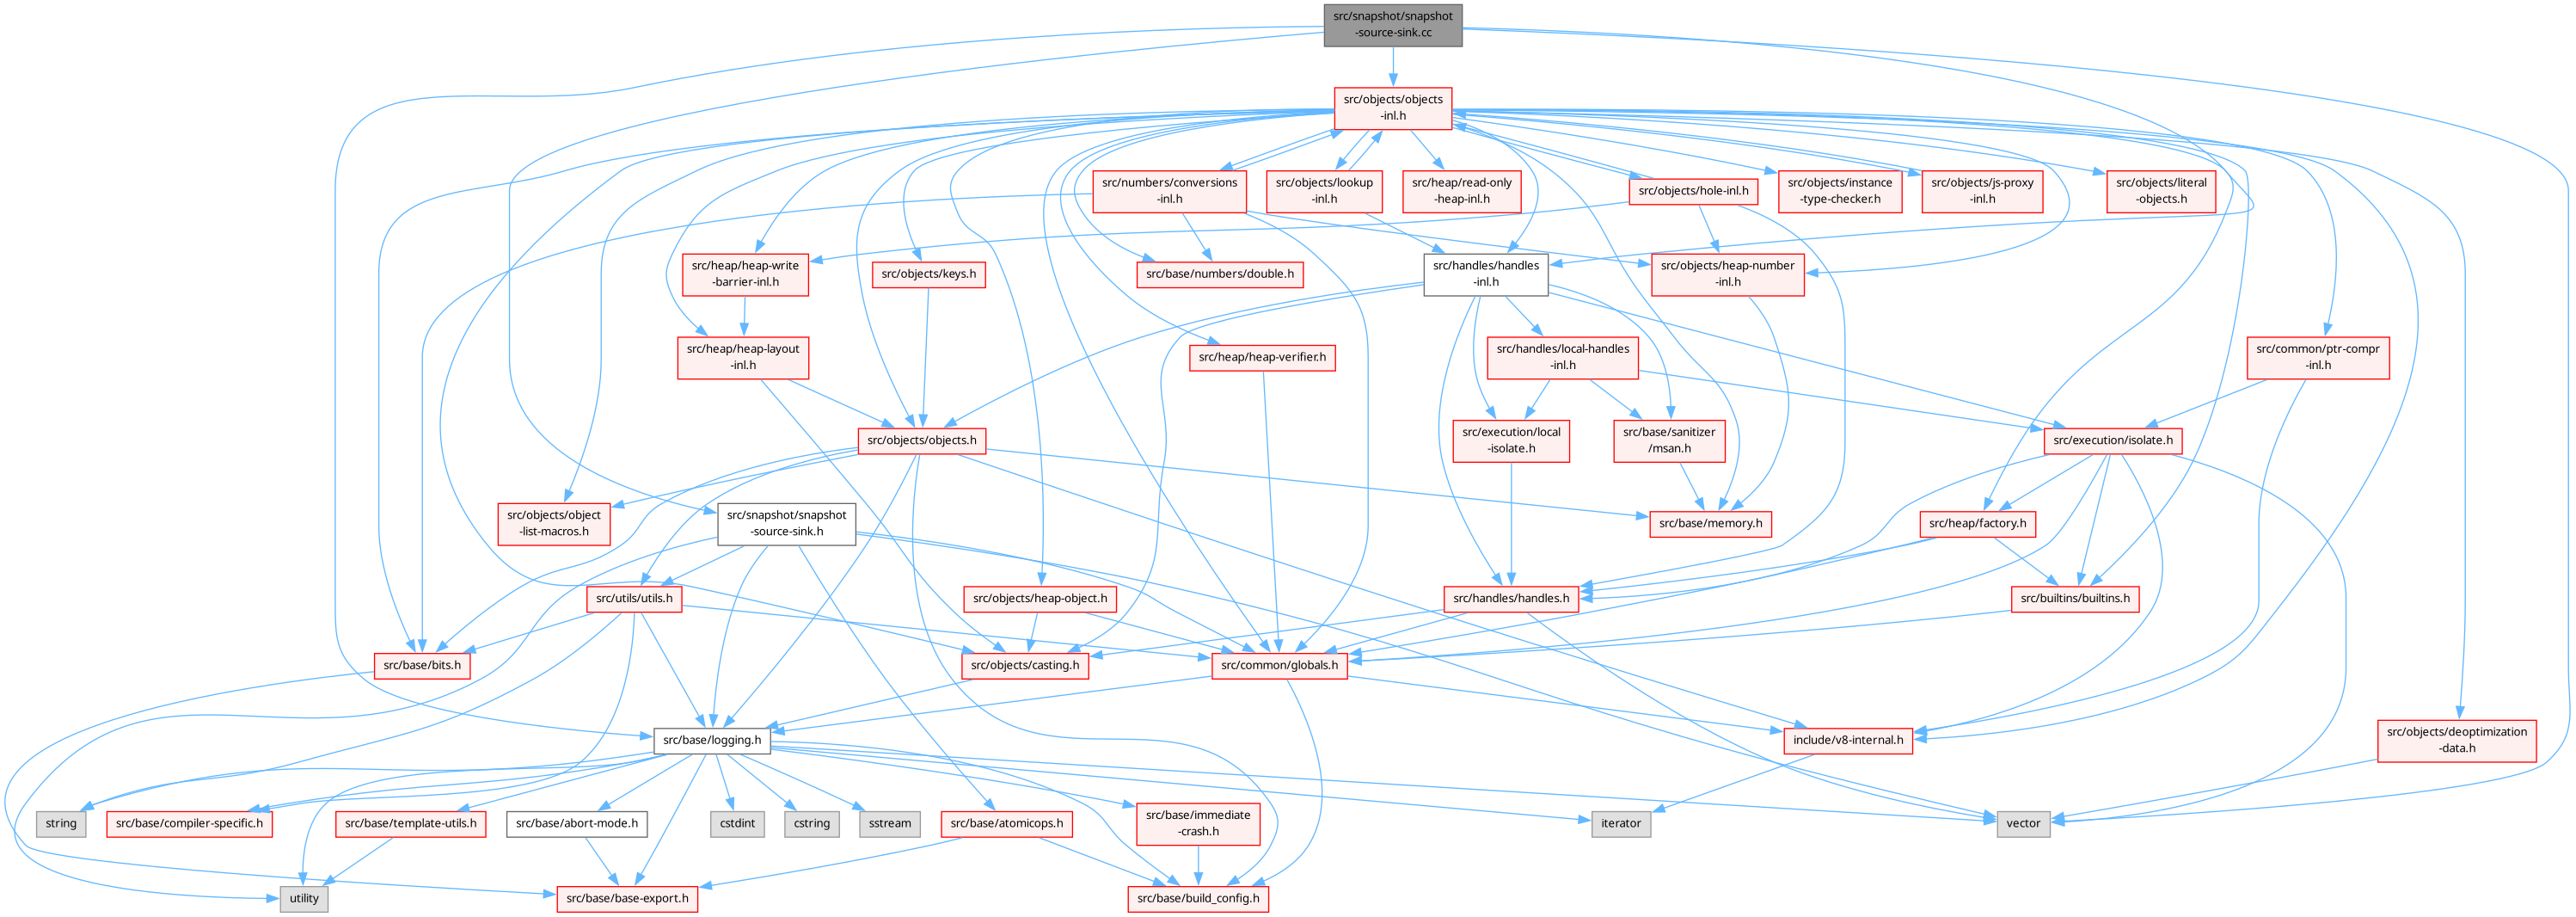 src/snapshot/snapshot
-source-sink.cc
src/objects/objects
-inl.h
src/numbers/conversions
-inl.h
src/objects/lookup
-inl.h
src/heap/read-only
-heap-inl.h
src/objects/hole-inl.h
src/objects/instance
-type-checker.h
src/objects/js-proxy
-inl.h
src/objects/literal
-objects.h
src/heap/heap-write
-barrier-inl.h
src/objects/keys.h
src/base/numbers/double.h
src/handles/handles
-inl.h
src/objects/heap-number
-inl.h
src/heap/heap-layout
-inl.h
src/heap/heap-verifier.h
src/handles/local-handles
-inl.h
src/common/ptr-compr
-inl.h
src/objects/objects.h
src/execution/local
-isolate.h
src/base/sanitizer
/msan.h
src/execution/isolate.h
src/objects/object
-list-macros.h
src/snapshot/snapshot
-source-sink.h
src/base/memory.h
src/heap/factory.h
src/utils/utils.h
src/objects/heap-object.h
src/handles/handles.h
src/builtins/builtins.h
src/base/bits.h
src/objects/casting.h
src/common/globals.h
src/base/logging.h
include/v8-internal.h
src/objects/deoptimization
-data.h
string
src/base/compiler-specific.h
src/base/template-utils.h
src/base/abort-mode.h
cstdint
cstring
sstream
src/base/atomicops.h
src/base/immediate
-crash.h
iterator
vector
utility
src/base/base-export.h
src/base/build_config.h